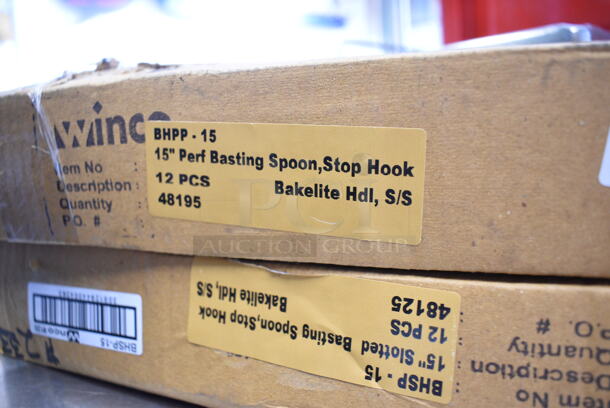 winco
BHPP - 15
15" Perf Basting Spoon,Stop Hook
12 PCS
Bakelite Hdl, S/S
48195
Item No :
Description :
Quantity
P.O. #
PCI
AUCTION GROUP
BHSP - 15
15" Slotted Basting Spoon,Stop Hook
12 PCS
Bakelite Hdl, S/S
48125
Winco
BHSP-15
Item No
Description
Quantity
P.O. #